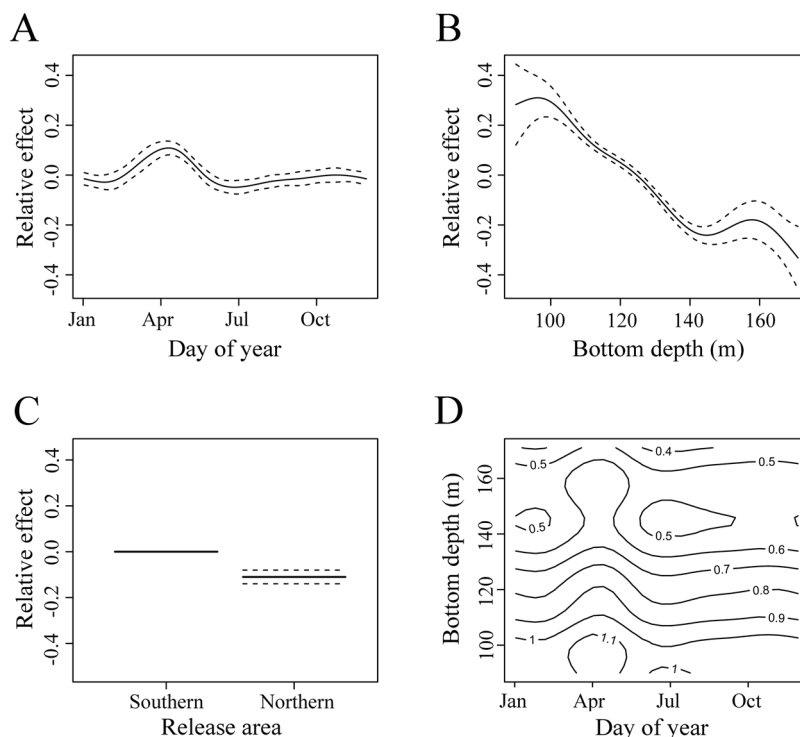 A
Relative effect
0.4
0.2
0.0
-0.2
-0.4
Jan Apr Jul Oct
Day of year
B
Relative effect
0.4
0.2
0.0
-0.2
-0.4
100 120 140 160
Bottom depth (m)
C
Relative effect
0.4
0.2
0.0
-0.2
-0.4
Southern Northern
Release area
D
Bottom depth (m)
160
140
120
100
0.5
0.4
0.5
0.5
0.5
0.6
0.7
0.8
0.9
1
1.1
1
Jan Apr Jul Oct
Day of year